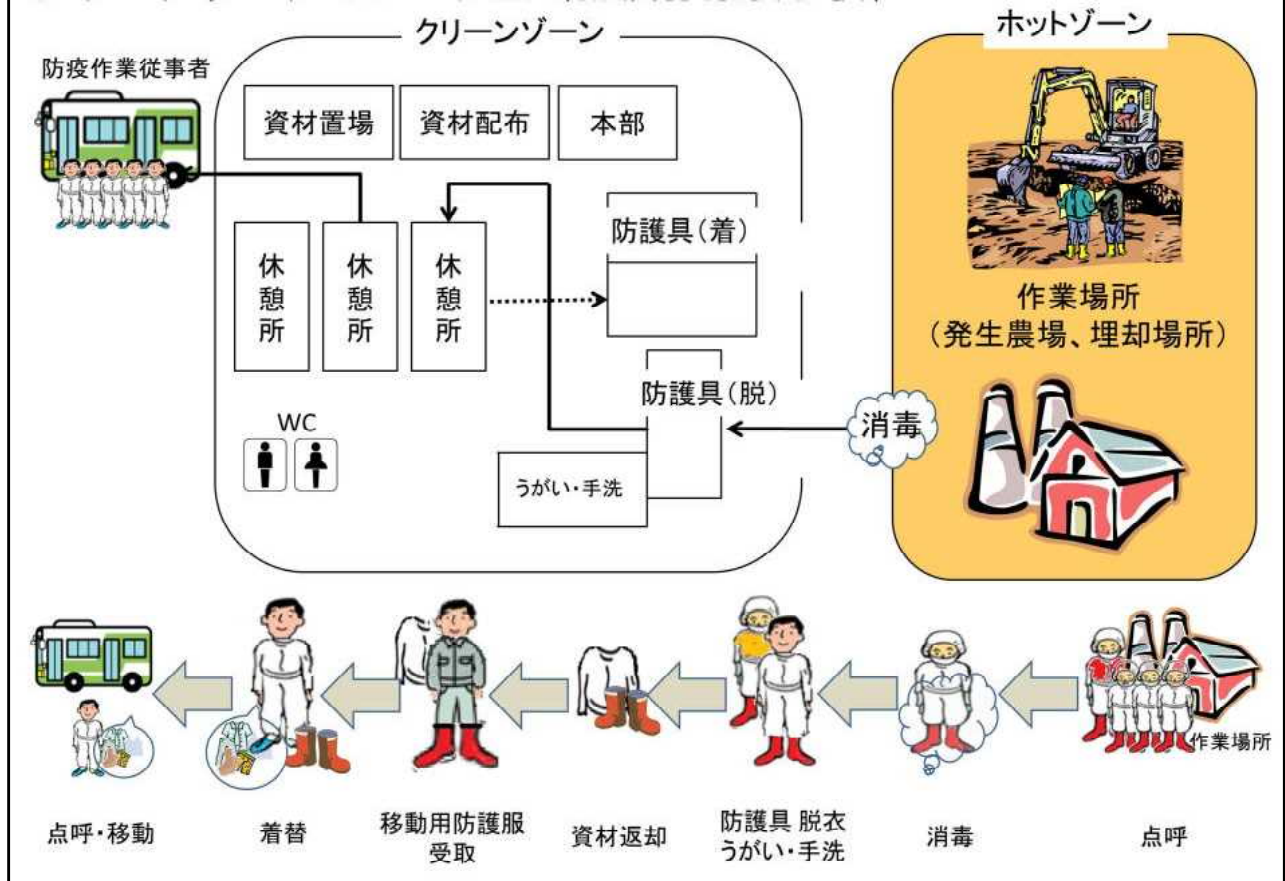 クリーンゾーン
ホットゾーン
防疫作業従事者
資材置場
資材配布
本部
防護具(着)
休憩所
休憩所
休憩所
作業場所
(発生農場、埋却場所)
防護具(脱)
消毒
WC
うがい・手洗
作業場所
点呼・移動
着替
移動用防護服
受取
資材返却
防護具 脱衣
うがい・手洗
消毒
点呼